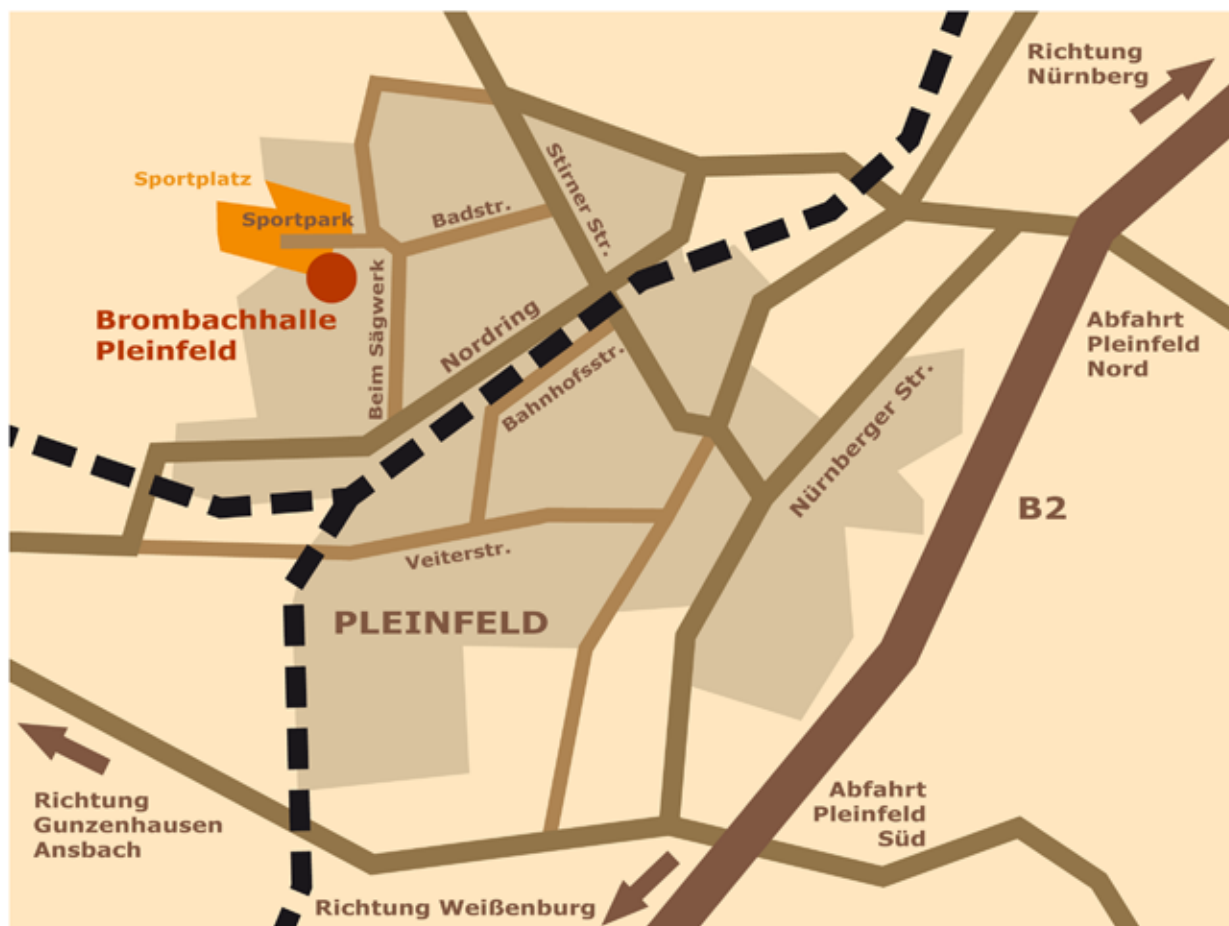 Richtung
Nürnberg
Stirner Str.
Sportplatz
Sportpark
Badstr.
Beim Sägwerk
Brombachhalle
Pleinfeld
Nordring
Bahnhofsstr.
Abfahrt
Pleinfeld
Nord
Nürnberger Str.
B2
Veiterstr.
PLEINFELD
Richtung
Gunzenhausen
Ansbach
Abfahrt
Pleinfeld
Süd
Richtung Weißenburg